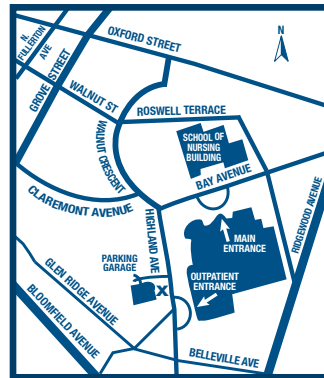 OXFORD STREET
N
N.
FULLERTON
AVE
GROVE STREET
WALNUT ST
ROSWELL TERRACE
WALNUT CRESCENT
SCHOOL OF
NURSING
BUILDING
BAY AVENUE
CLAREMONT AVENUE
HIGHLAND AVE
RIDGEWOOD AVENUE
MAIN
ENTRANCE
PARKING
GARAGE
X
OUTPATIENT
ENTRANCE
GLEN RIDGE AVENUE
BLOOMFIELD AVENUE
BELLEVILLE AVE